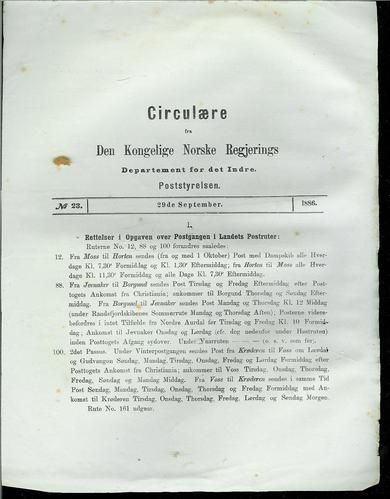 Circulære
fra
Den Kongelige Norske Regjerings
Departement for det Indre.
Poststyrelsen.
№ 23. 29de September. 1886.
1.
Rettelser i Opgaven over Postgangen i Landets Postruter:
Ruterne No. 12, 88 og 100 forandres saaledes:
12. Fra Moss til Horten sendes (fra og med 1 Oktober) Post med Dampskib alle Hver-
dage Kl. 7,30 Formiddag og Kl. 1,30 Eftermiddag; fra Horten til Moss alle Hver-
dage Kl. 11,30 Formiddag og alle Dage Kl. 7,30 Eftermiddag.
88. Fra Jevnaker til Borgund sendes Post Tirsdag og Fredag Eftermiddag efter Post-
togets Ankomst fra Christiania; ankommer til Borgund Thorsdag og Søndag Efter-
middag. Fra Borgund til Jevnaker sendes Post Mandag og Thorsdag Kl. 12 Middag
(under Randsfjordskibenes Sommerrute Mandag og Thorsdag Aften); Posterne videre-
befordres i intet Tilfælde fra Nordre Aurdal før Tirsdag og Fredag Kl. 10 Formid-
dag; Ankomst til Jevnaker Onsdag og Lørdag (cfr. dog nedenfor under Høstruten)
inden Posttogets Afgang sydover. Under Vaarruten — (o. s. v. som før).
100. 2det Passus. Under Vinterpostgangen sendes Post fra Krøderen til Voss om Lærdal
og Gudvangen Søndag, Mandag, Tirsdag, Onsdag, Fredag og Lørdag Formiddag efter
Posttogets Ankomst fra Christiania; ankommer til Voss Tirsdag, Onsdag, Thorsdag,
Fredag, Søndag og Mandag Middag. Fra Voss til Krøderen sendes i samme Tid
Post Søndag, Mandag, Tirsdag, Onsdag, Thorsdag og Fredag Formiddag med An-
komst til Krøderen Tirsdag, Onsdag, Thorsdag, Fredag, Lørdag og Søndag Morgen.
Rute No. 161 udgaar.